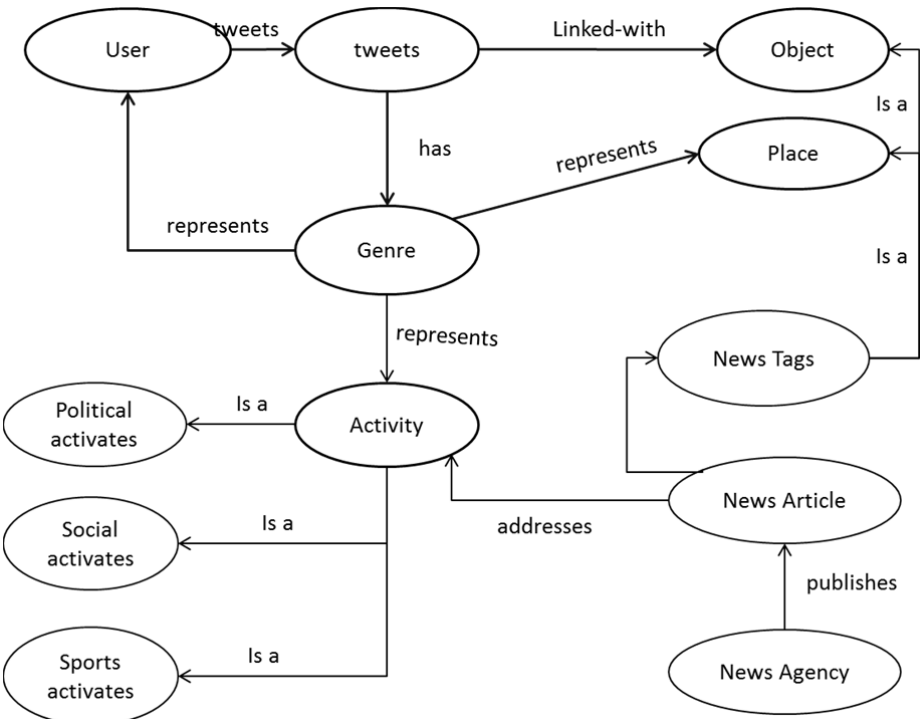 User
tweets
tweets
Linked-with
Object
Is a
has
represents
Place
represents
Genre
Is a
represents
News Tags
Political
activates
Is a
Activity
News Article
addresses
Social
activates
Is a
publishes
Sports
activates
Is a
News Agency